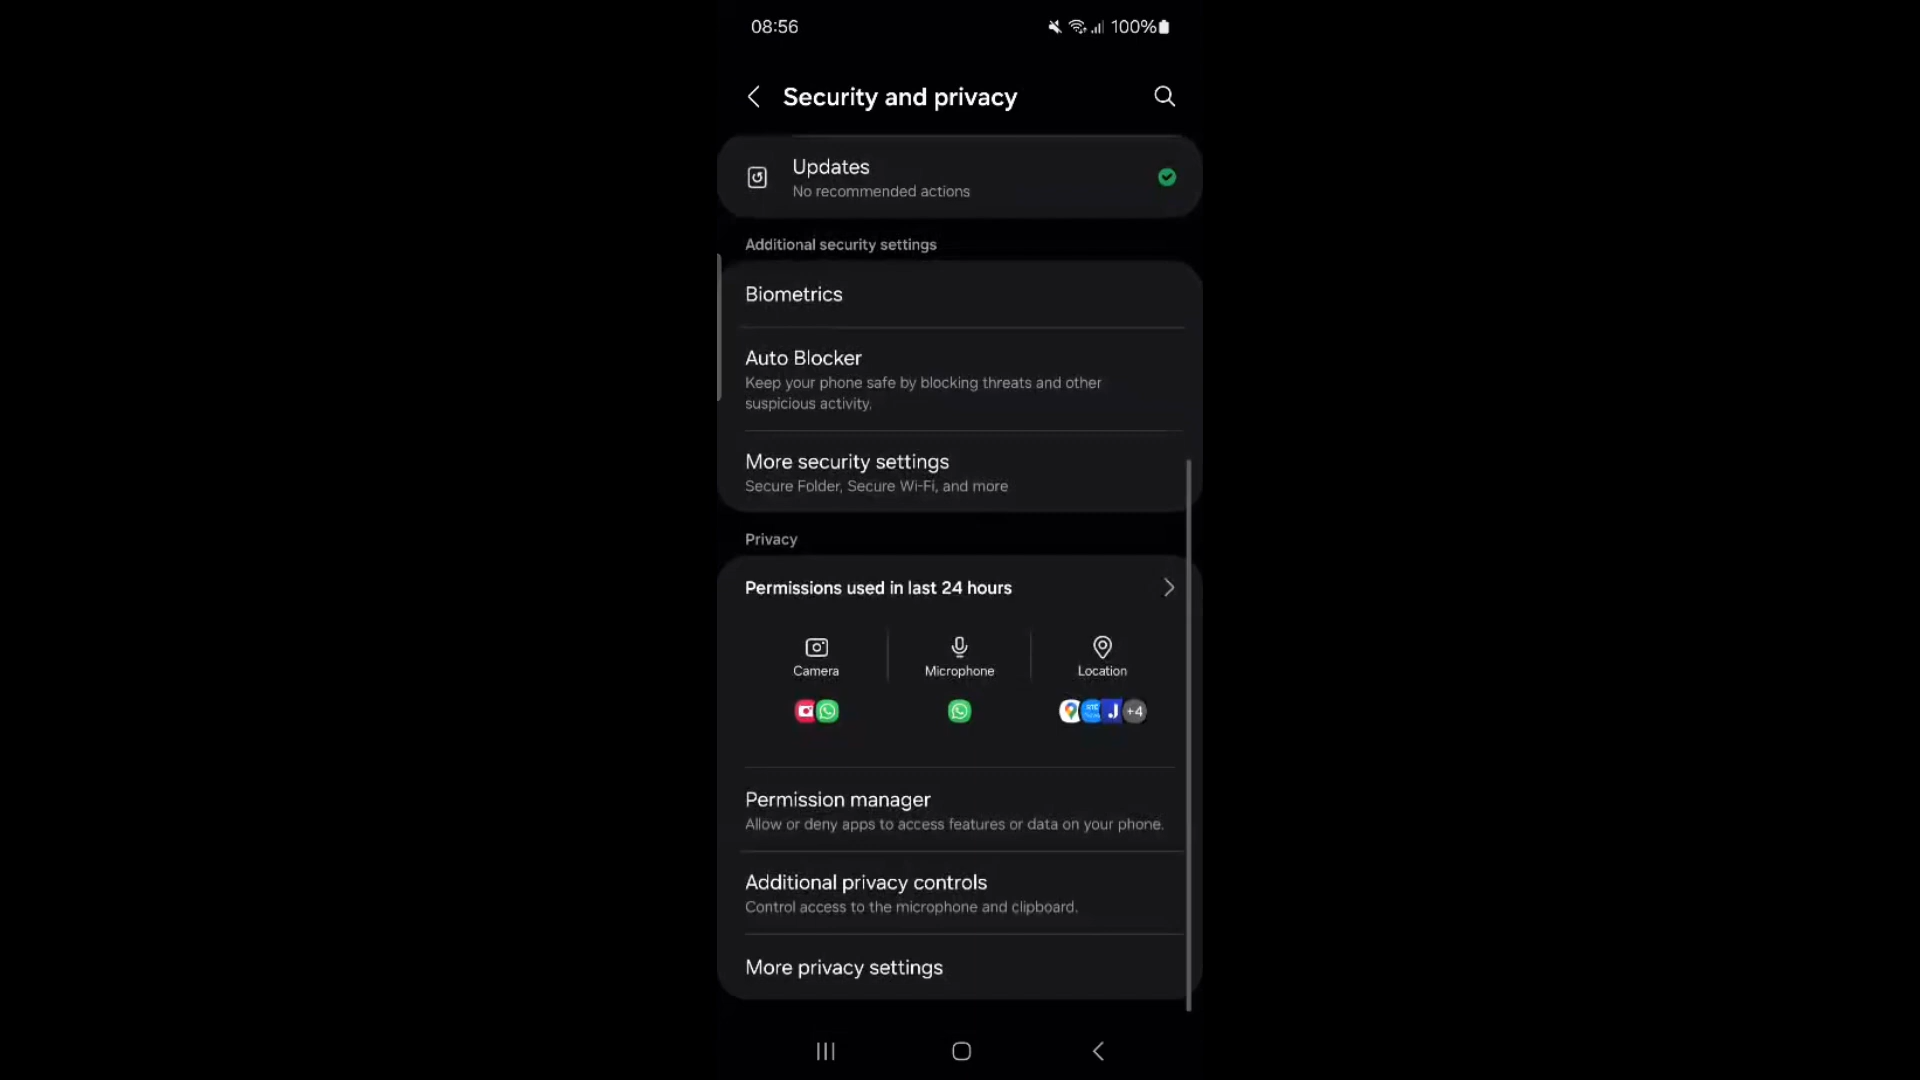 08:56
100%
Security and privacy
Updates
No recommended actions
Additional security settings
Biometrics
Auto Blocker
Keep your phone safe by blocking threats and other
suspicious activity.
More security settings
Secure Folder, Secure Wi-Fi, and more
Privacy
Permissions used in last 24 hours
Camera
Microphone
Location
J
+4
Permission manager
Allow or deny apps to access features or data on your phone.
Additional privacy controls
Control access to the microphone and clipboard.
More privacy settings